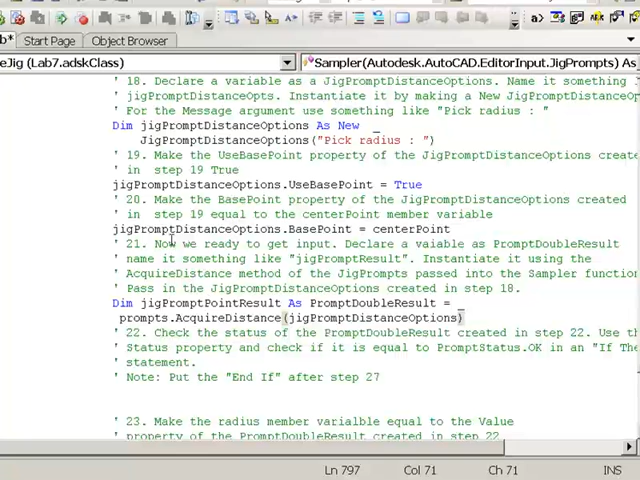 b*
Start Page
Object Browser
eJig (Lab7.adskClass)
Sampler(Autodesk.AutoCAD.EditorInput.JigPrompts) As
' 18. Declare a variable as a JigPromptDistanceOptions. Name it something
' jigPromptDistanceOpts. Instantiate it by making a New JigPromptDistanceOpt
' For the Message argument use something like "Pick radius : "
Dim jigPromptDistanceOptions As New _
JigPromptDistanceOptions("Pick radius : ")
' 19. Make the UseBasePoint property of the JigPromptDistanceOptions create
' in step 19 True
jigPromptDistanceOptions.UseBasePoint = True
' 20. Make the BasePoint property of the JigPromptDistanceOptions created
' in step 19 equal to the centerPoint member variable
jigPromptDistanceOptions.BasePoint = centerPoint
' 21. Now we ready to get input. Declare a vaiable as PromptDoubleResult
' name it something like "jigPromptResult". Instantiate it using the
' AcquireDistance method of the JigPrompts passed into the Sampler function
' Pass in the JigPromptDistanceOptions created in step 18.
Dim jigPromptPointResult As PromptDoubleResult = _
prompts.AcquireDistance(jigPromptDistanceOptions)
' 22. Check the status of the PromptDoubleResult created in step 22. Use th
' Status property and check if it is equal to PromptStatus.OK in an "If The
' statement.
' Note: Put the "End If" after step 27
' 23. Make the radius member varialble equal to the Value
' property of the PromptDoubleResult created in step 22
Ln 797
Col 71
Ch 71
INS